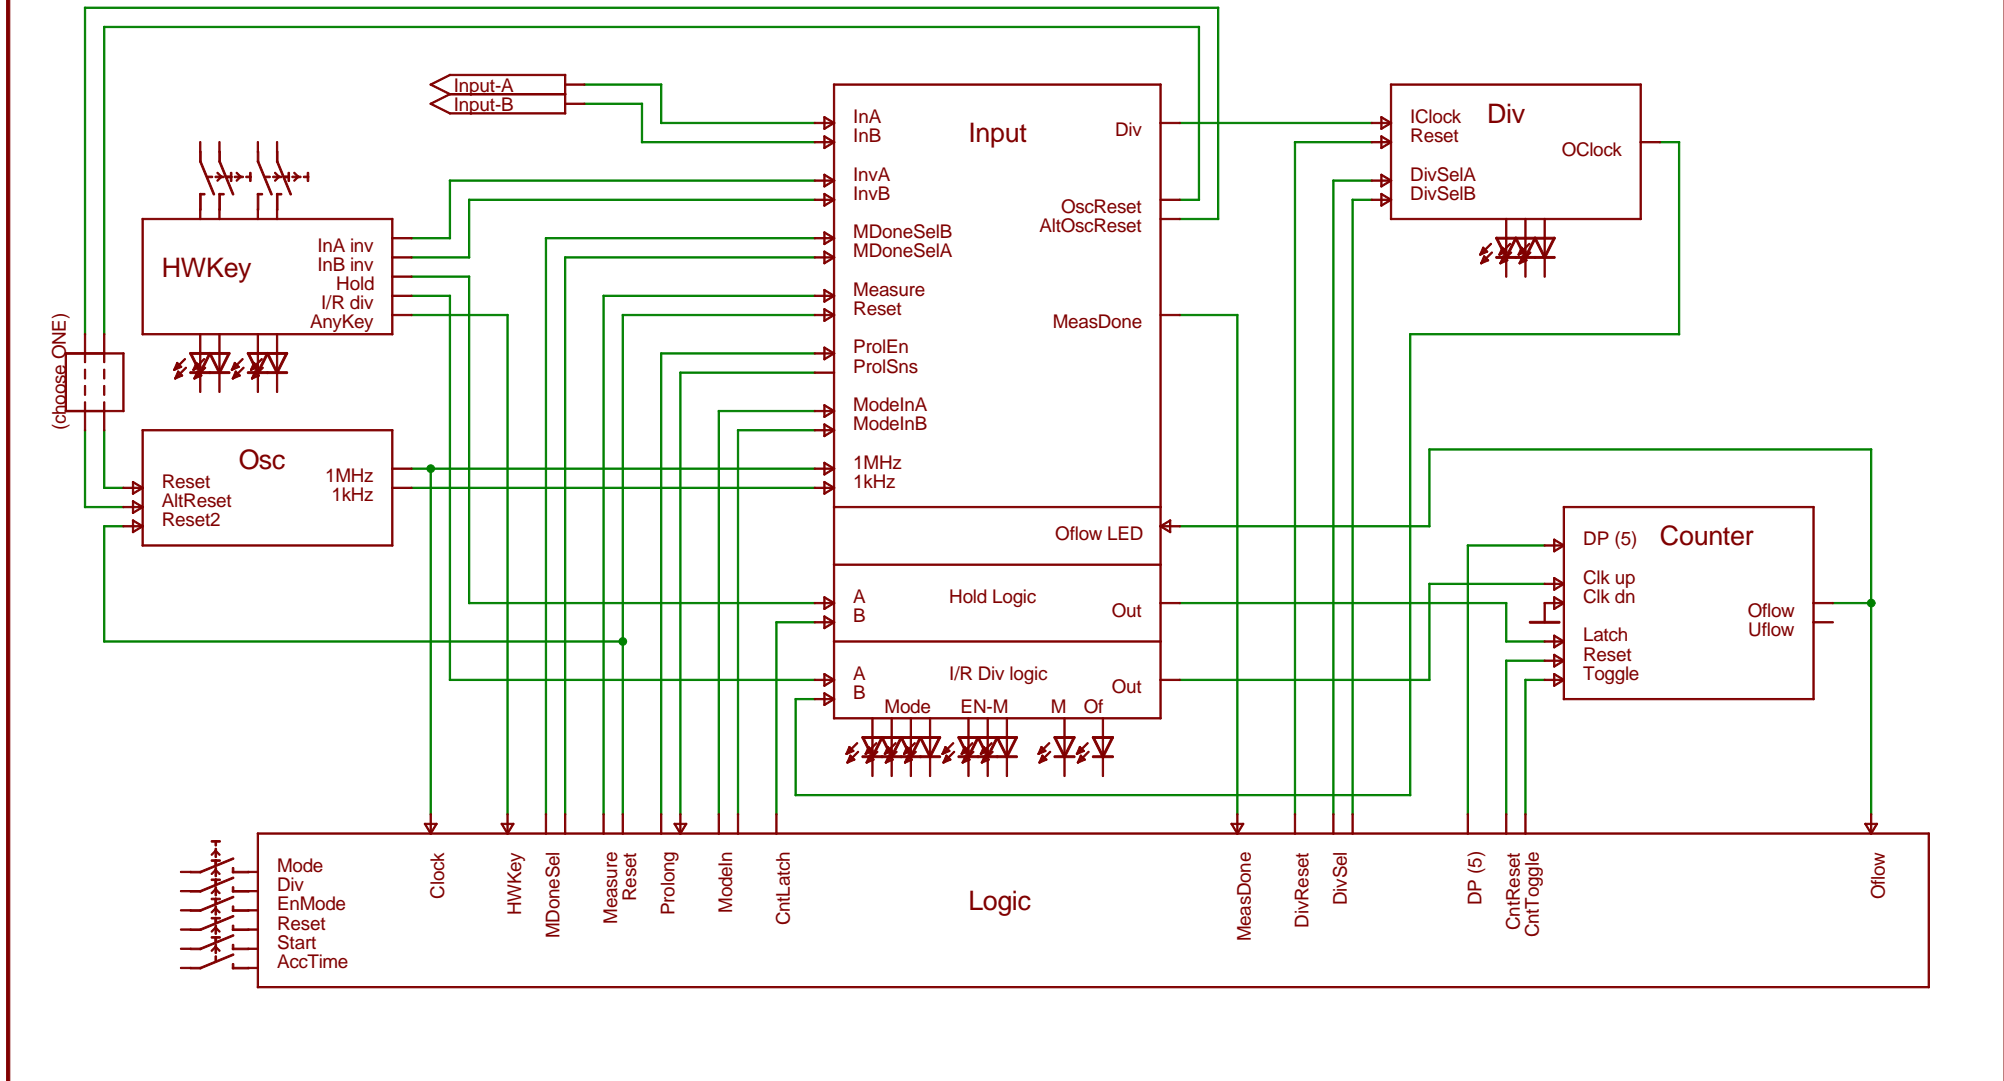 Input-A
Input-B
HWKey
InA inv
InB inv
Hold
I/R div
AnyKey
(choose ONE)
Osc
Reset
AltReset
Reset2
1MHz
1kHz
Input
InA
InB
InvA
InvB
MDoneSelB
MDoneSelA
Measure
Reset
ProlEn
ProlSns
ModeInA
ModeInB
1MHz
1kHz
Div
OscReset
AltOscReset
MeasDone
Oflow LED
A
B
Hold Logic
Out
A
B
I/R Div logic
Out
Mode
EN-M
M
Of
Div
IClock
Reset
DivSelA
DivSelB
OClock
Counter
DP (5)
Clk up
Clk dn
Latch
Reset
Toggle
Oflow
Uflow
Logic
Mode
Div
EnMode
Reset
Start
AccTime
Clock
HWKey
MDoneSel
Measure
Reset
Prolong
ModeIn
CntLatch
MeasDone
DivReset
DivSel
DP (5)
CntReset
CntToggle
Oflow